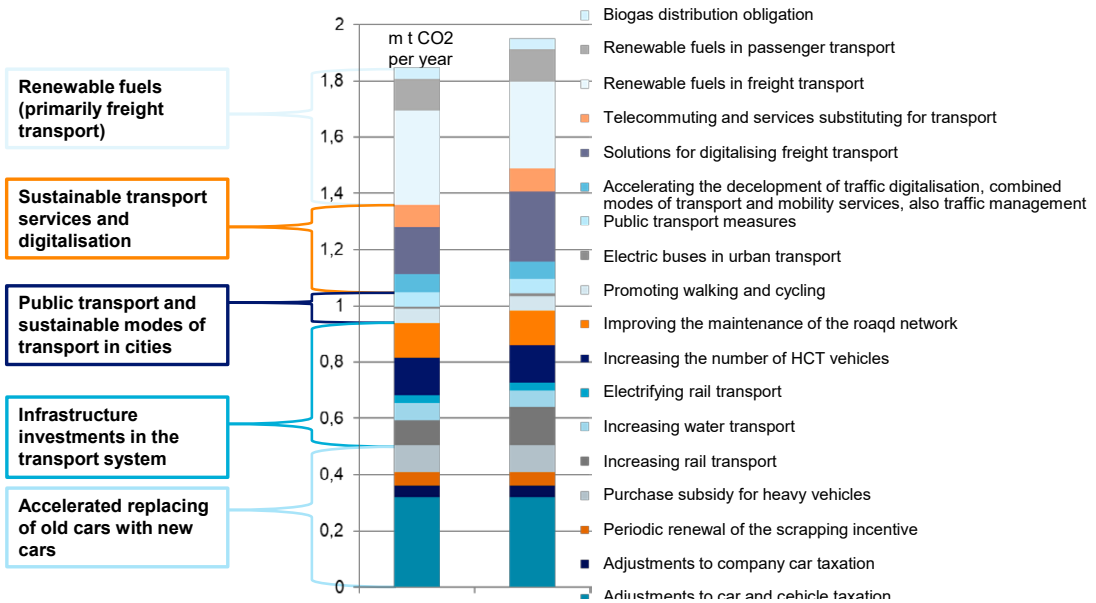 Renewable fuels
(primarily freight
transport)
Sustainable transport
services and
digitalisation
Public transport and
sustainable modes of
transport in cities
Infrastructure
investments in the
transport system
Accelerated replacing
of old cars with new
cars
2
1,8
1,6
1,4
1,2
1
0,8
0,6
0,4
0,2
0
m t CO2
per year
Biogas distribution obligation
Renewable fuels in passenger transport
Renewable fuels in freight transport
Telecommuting and services substituting for transport
Solutions for digitalising freight transport
Accelerating the decelopment of traffic digitalisation, combined
modes of transport and mobility services, also traffic management
Public transport measures
Electric buses in urban transport
Promoting walking and cycling
Improving the maintenance of the roaqd network
Increasing the number of HCT vehicles
Electrifying rail transport
Increasing water transport
Increasing rail transport
Purchase subsidy for heavy vehicles
Periodic renewal of the scrapping incentive
Adjustments to company car taxation
Adjustments to car and cehicle taxation